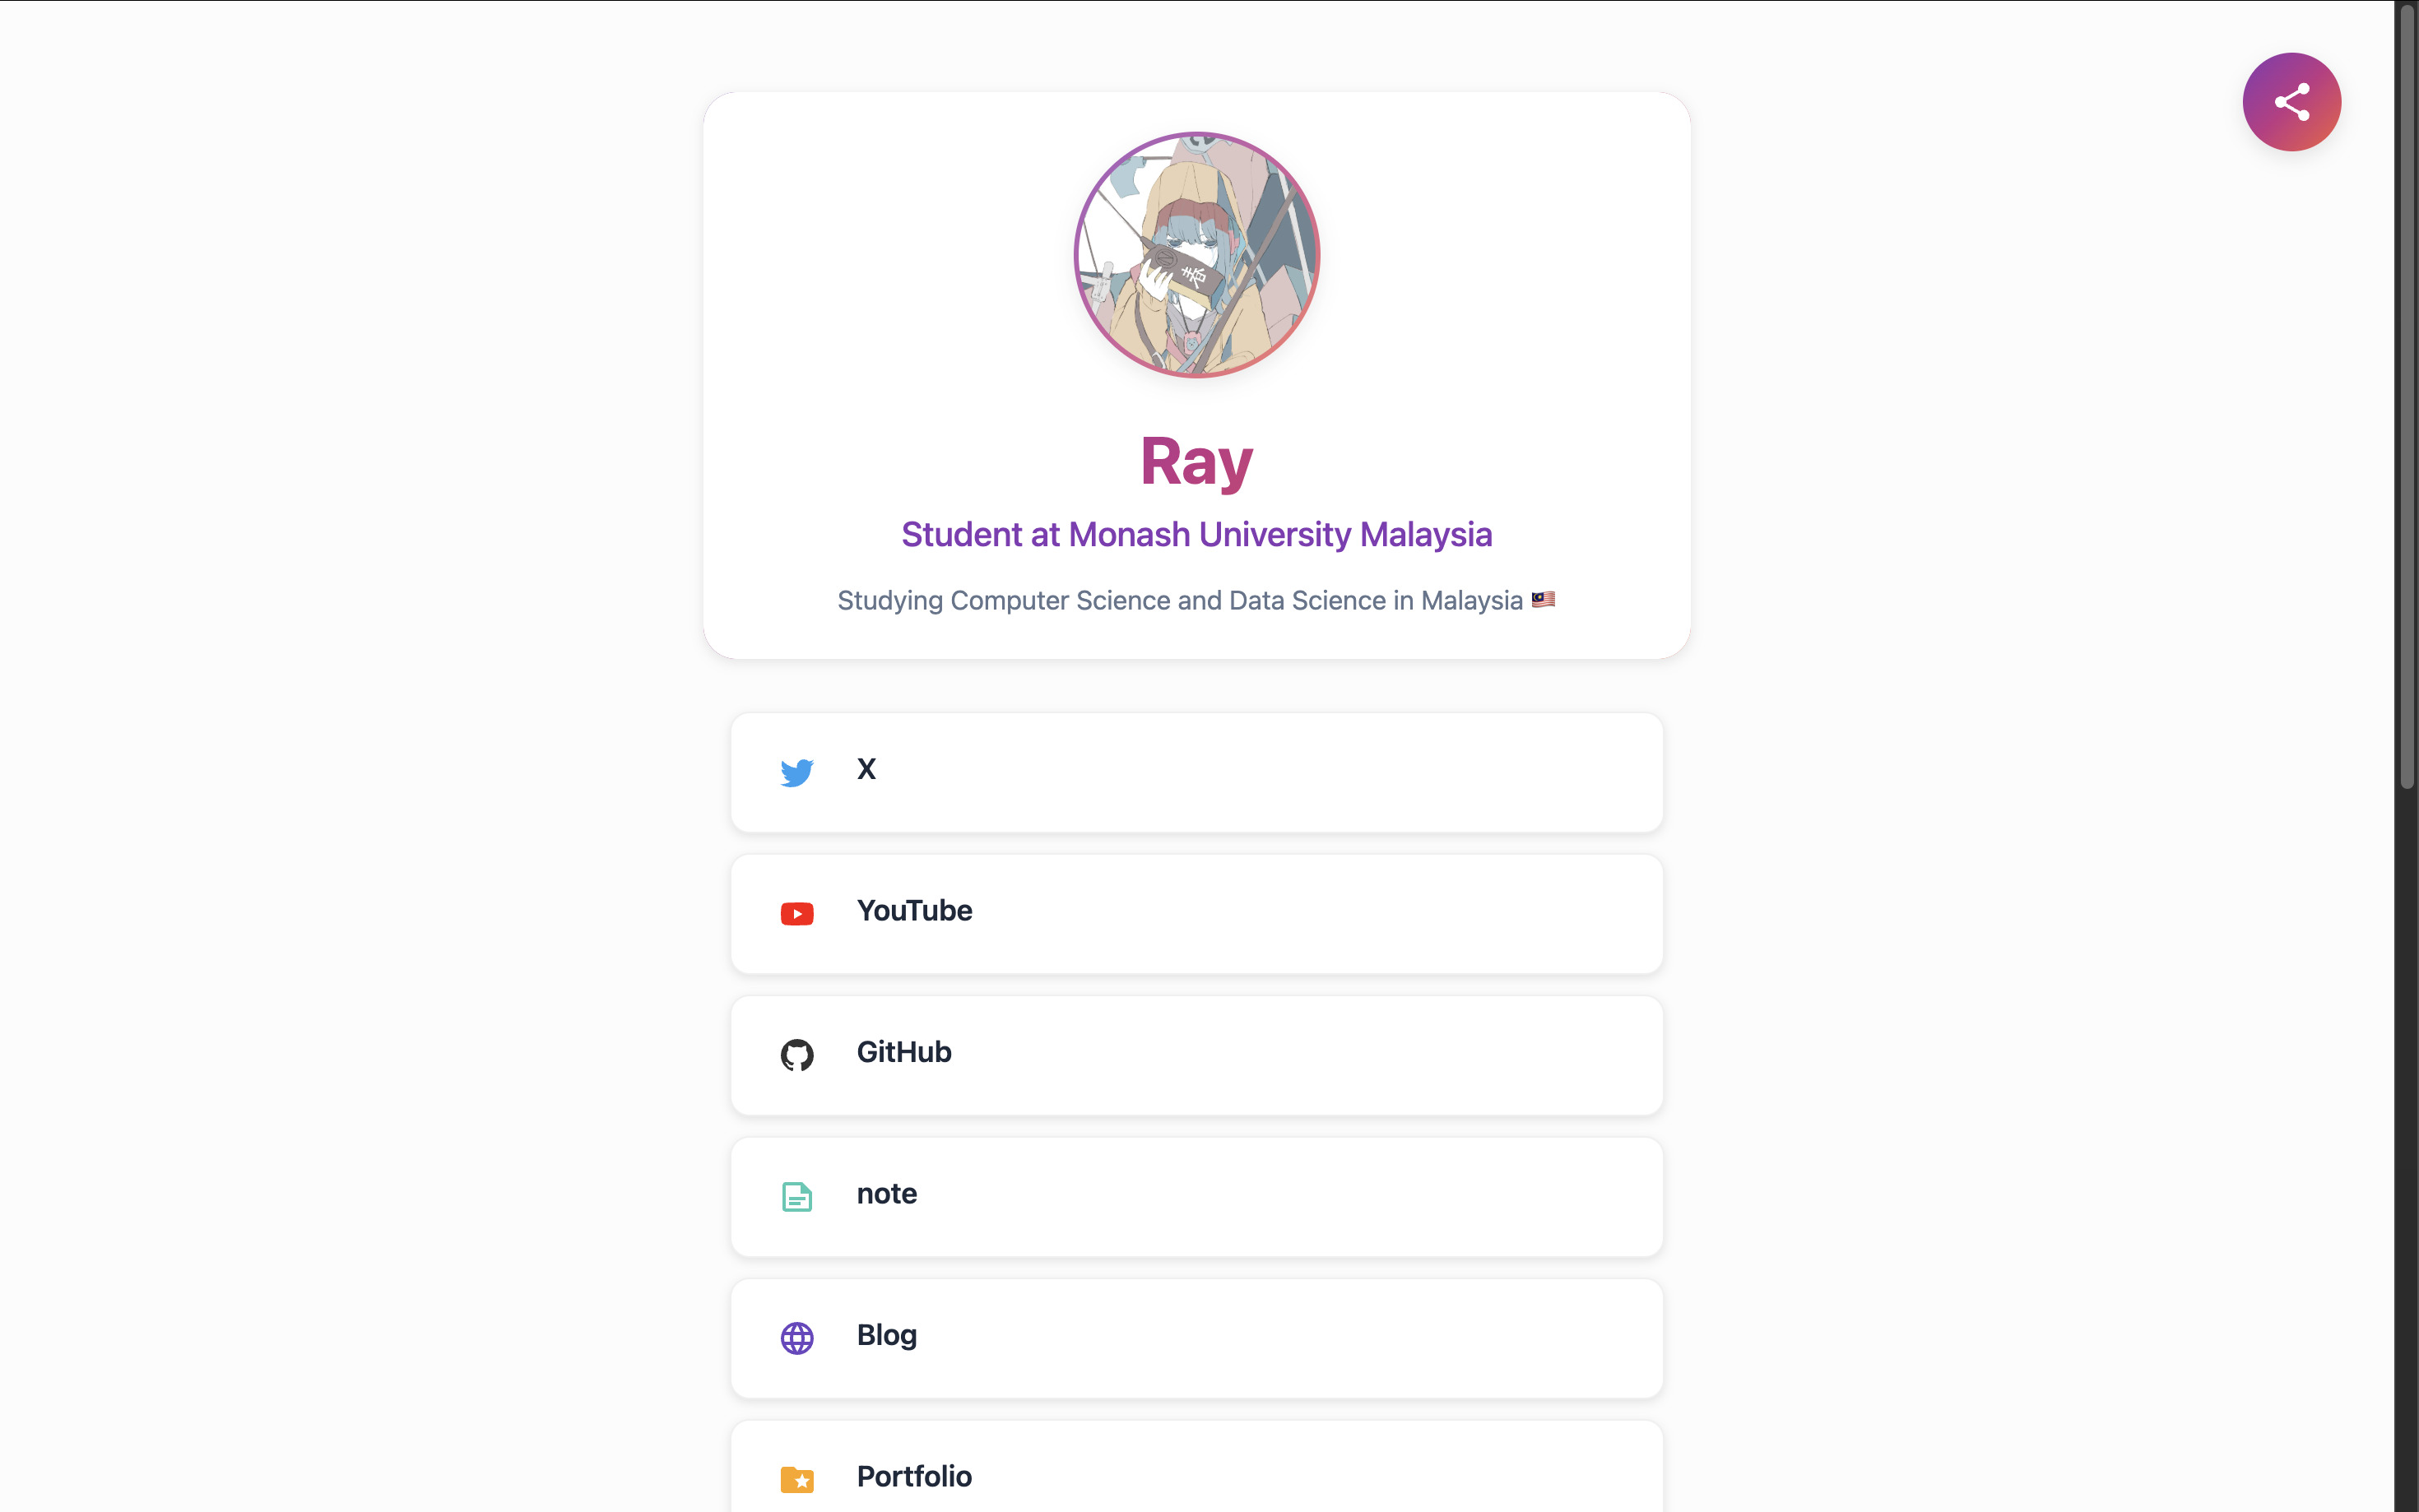 春
Ray
Student at Monash University Malaysia
Studying Computer Science and Data Science in Malaysia 🇲🇾
X
YouTube
GitHub
note
Blog
Portfolio